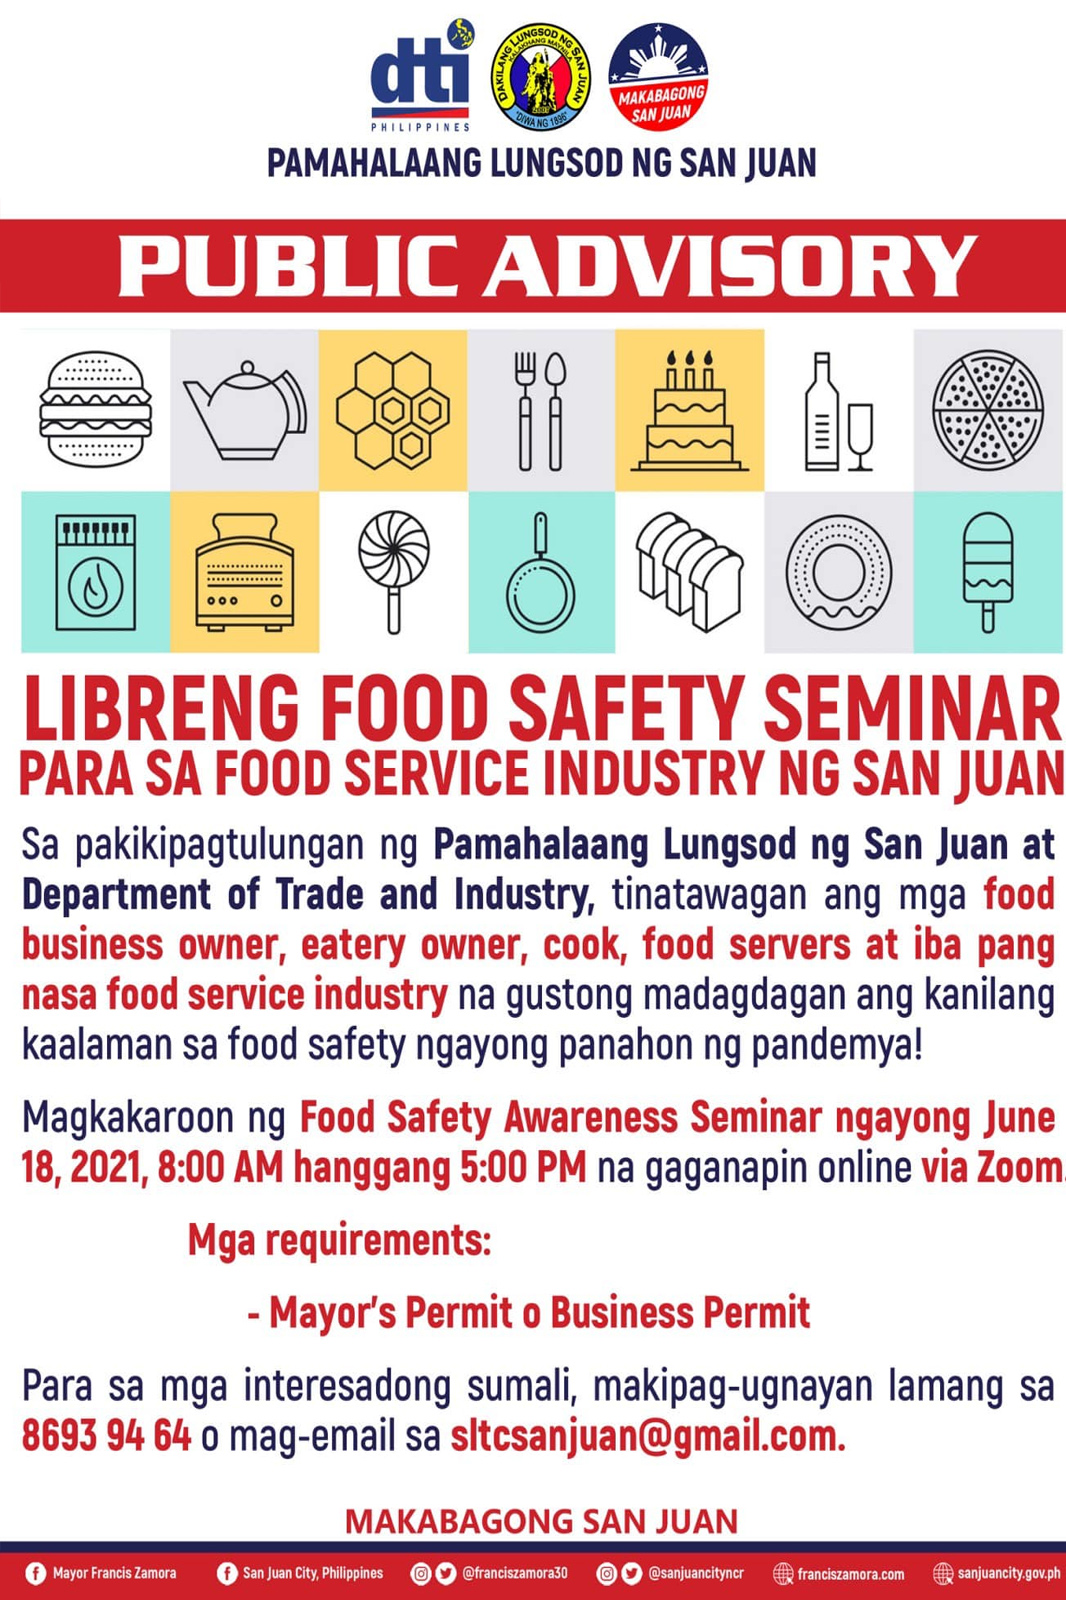 dti
PHILIPPINES
DAKILANG LUNGSOD NG SAN JUAN
KALAKHANG MAYNILA
"DIWA NG 1896"
MAKABAGONG
SAN JUAN
PAMAHALAANG LUNGSOD NG SAN JUAN
PUBLIC ADVISORY
LIBRENG FOOD SAFETY SEMINAR
PARA SA FOOD SERVICE INDUSTRY NG SAN JUAN
Sa pakikipagtulungan ng Pamahalaang Lungsod ng San Juan at
Department of Trade and Industry, tinatawagan ang mga food
business owner, eatery owner, cook, food servers at iba pang
nasa food service industry na gustong madagdagan ang kanilang
kaalaman sa food safety ngayong panahon ng pandemya!
Magkakaroon ng Food Safety Awareness Seminar ngayong June
18, 2021, 8:00 AM hanggang 5:00 PM na gaganapin online via Zoom.
Mga requirements:
- Mayor's Permit o Business Permit
Para sa mga interesadong sumali, makipag-ugnayan lamang sa
8693 94 64 o mag-email sa sltcsanjuan@gmail.com.
MAKABAGONG SAN JUAN
Mayor Francis Zamora San Juan City, Philippines @franciszamora30 @sanjuancityncr franciszamora.com sanjuancity.gov.ph